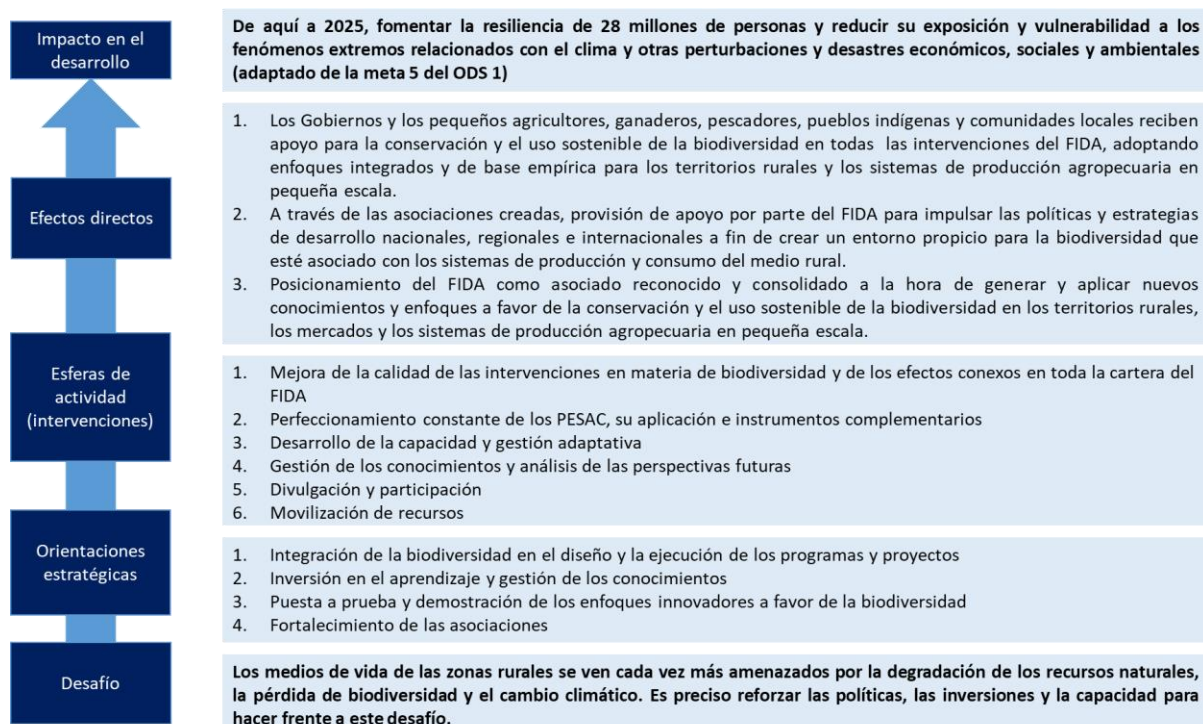 Impacto en el
desarrollo
De aquí a 2025, fomentar la resiliencia de 28 millones de personas y reducir su exposición y vulnerabilidad a los
fenómenos extremos relacionados con el clima y otras perturbaciones y desastres económicos, sociales y ambientales
(adaptado de la meta 5 del ODS 1)
Efectos directos
1. Los Gobiernos y los pequeños agricultores, ganaderos, pescadores, pueblos indígenas y comunidades locales reciben
apoyo para la conservación y el uso sostenible de la biodiversidad en todas las intervenciones del FIDA, adoptando
enfoques integrados y de base empírica para los territorios rurales y los sistemas de producción agropecuaria en
pequeña escala.
2. A través de las asociaciones creadas, provisión de apoyo por parte del FIDA para impulsar las políticas y estrategias
de desarrollo nacionales, regionales e internacionales a fin de crear un entorno propicio para la biodiversidad que
esté asociado con los sistemas de producción y consumo del medio rural.
3. Posicionamiento del FIDA como asociado reconocido y consolidado a la hora de generar y aplicar nuevos
conocimientos y enfoques a favor de la conservación y el uso sostenible de la biodiversidad en los territorios rurales,
los mercados y los sistemas de producción agropecuaria en pequeña escala.
Esferas de
actividad
(intervenciones)
1. Mejora de la calidad de las intervenciones en materia de biodiversidad y de los efectos conexos en toda la cartera del
FIDA
2. Perfeccionamiento constante de los PESAC, su aplicación e instrumentos complementarios
3. Desarrollo de la capacidad y gestión adaptativa
4. Gestión de los conocimientos y análisis de las perspectivas futuras
5. Divulgación y participación
6. Movilización de recursos
Orientaciones
estratégicas
1. Integración de la biodiversidad en el diseño y la ejecución de los programas y proyectos
2. Inversión en el aprendizaje y gestión de los conocimientos
3. Puesta a prueba y demostración de los enfoques innovadores a favor de la biodiversidad
4. Fortalecimiento de las asociaciones
Desafío
Los medios de vida de las zonas rurales se ven cada vez más amenazados por la degradación de los recursos naturales,
la pérdida de biodiversidad y el cambio climático. Es preciso reforzar las políticas, las inversiones y la capacidad para
hacer frente a este desafío.